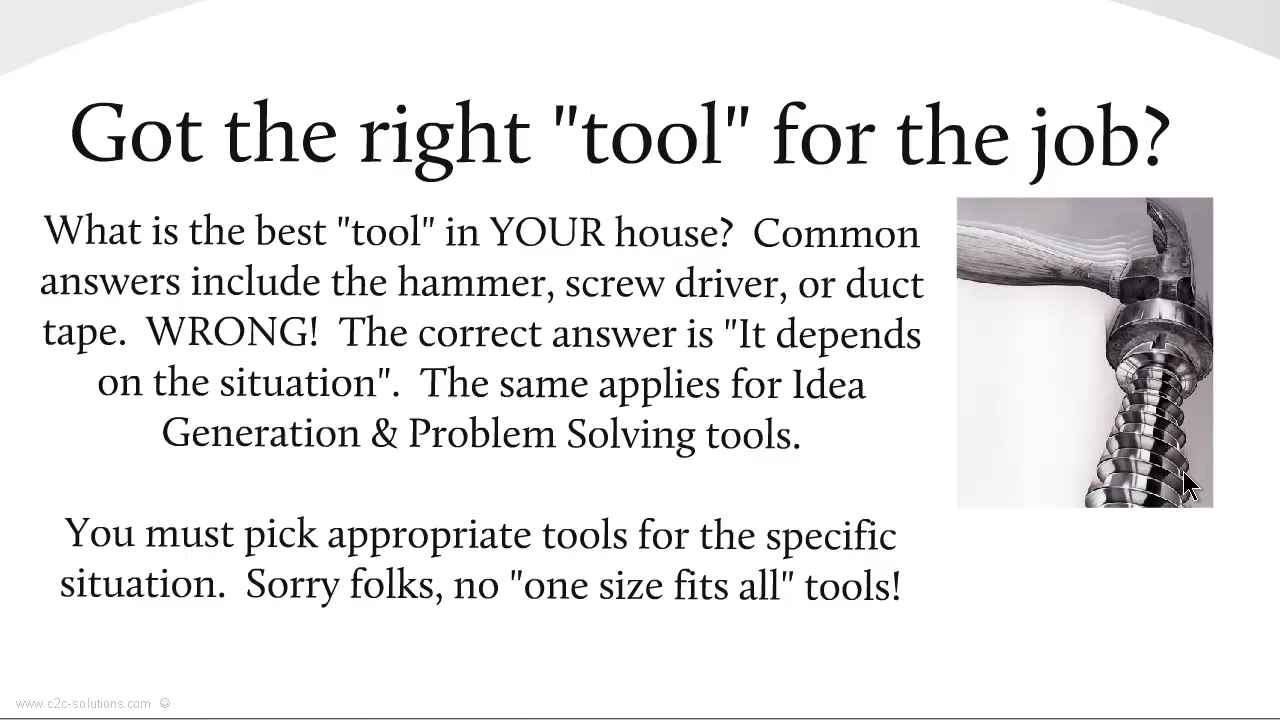 Got the right "tool" for the job?
What is the best "tool" in YOUR house?  Common
answers include the hammer, screw driver, or duct
tape.  WRONG!  The correct answer is "It depends
on the situation".  The same applies for Idea
Generation & Problem Solving tools.
You must pick appropriate tools for the specific
situation.  Sorry folks, no "one size fits all" tools!
www.c2c-solutions.com ©